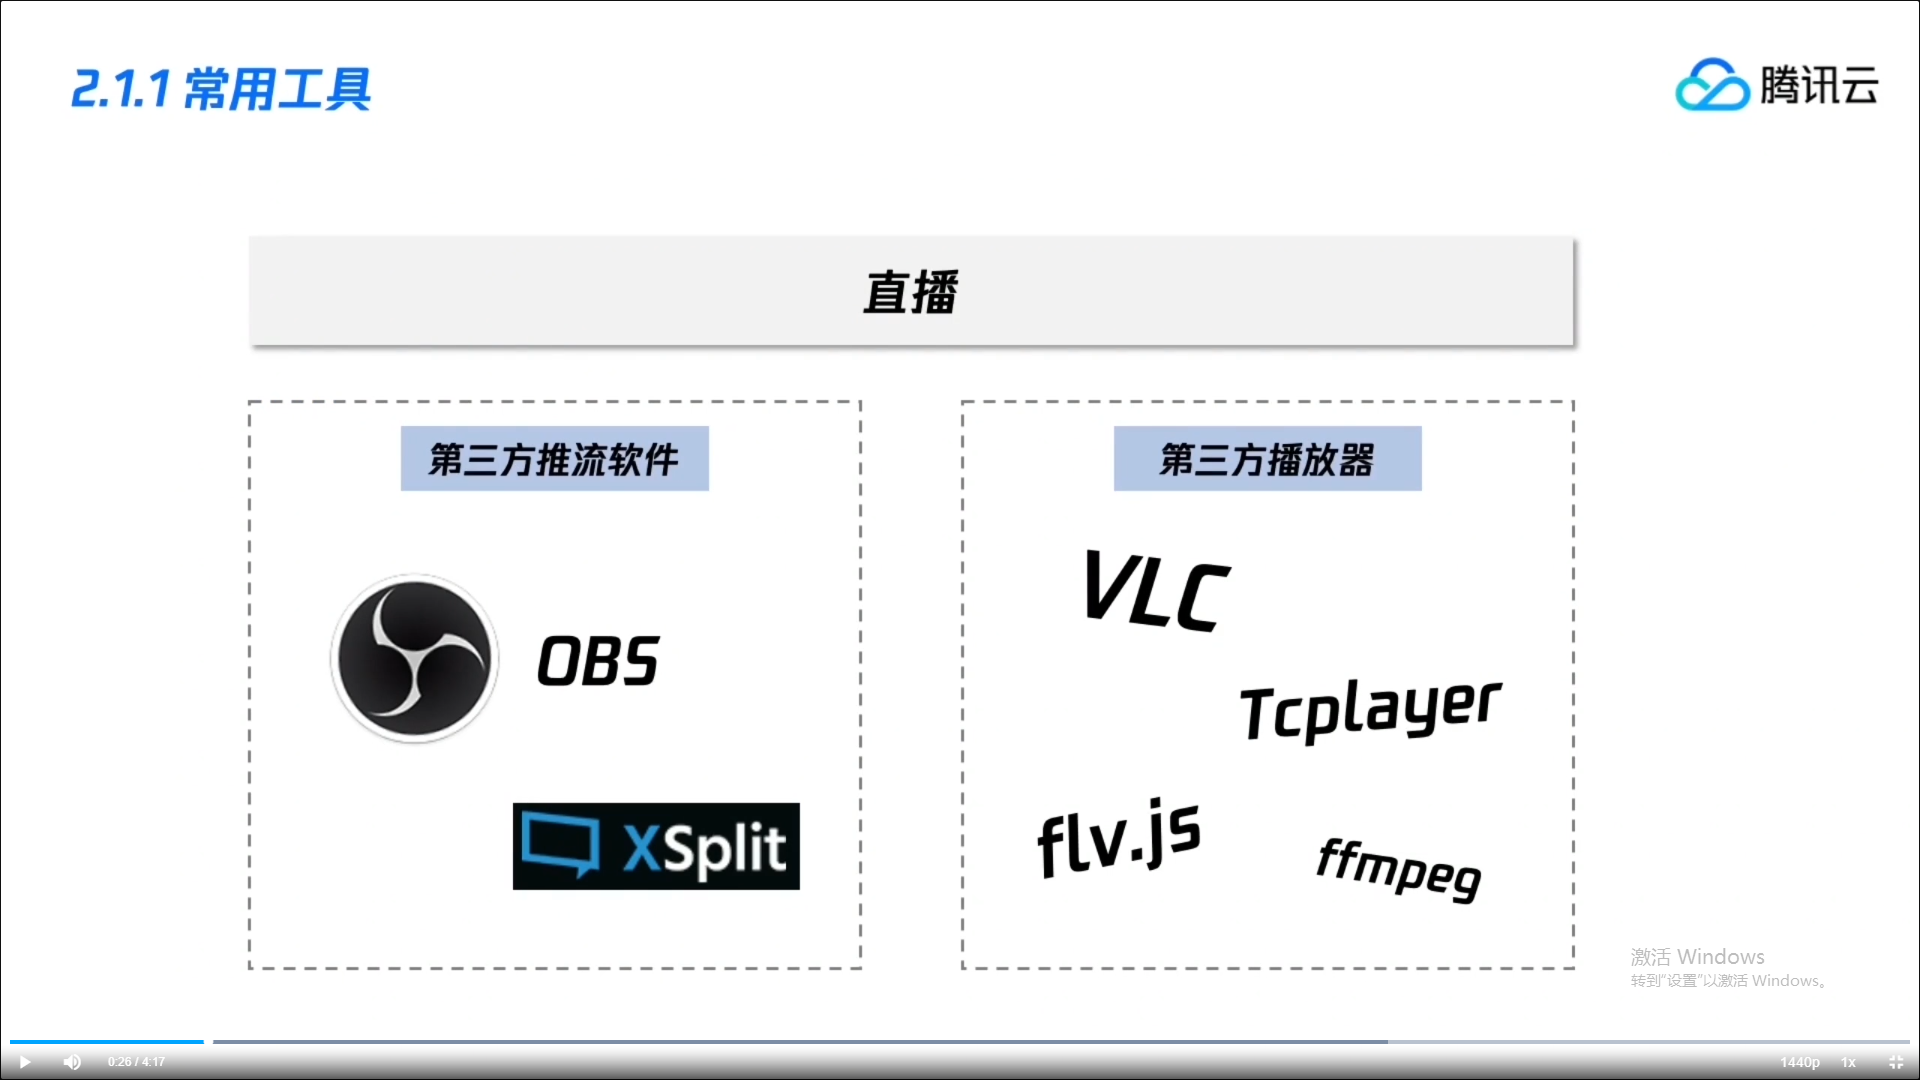 2.1.1 常用工具
腾讯云
直播
第三方推流软件
第三方播放器
OBS
XSplit
VLC
Tcplayer
flv.js
ffmpeg
激活 Windows
转到“设置”以激活 Windows。
0:26 / 4:17
1440p
1x